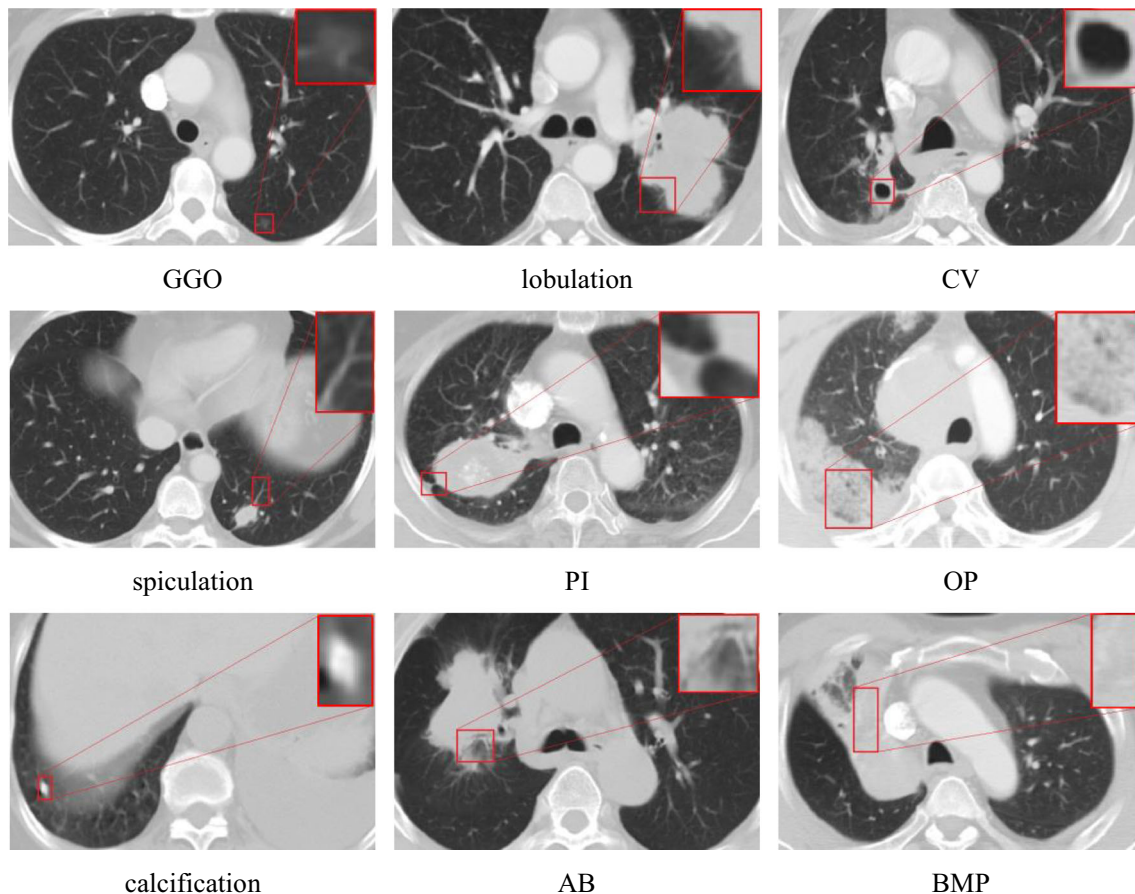 GGO
lobulation
CV
spiculation
PI
OP
calcification
AB
BMP